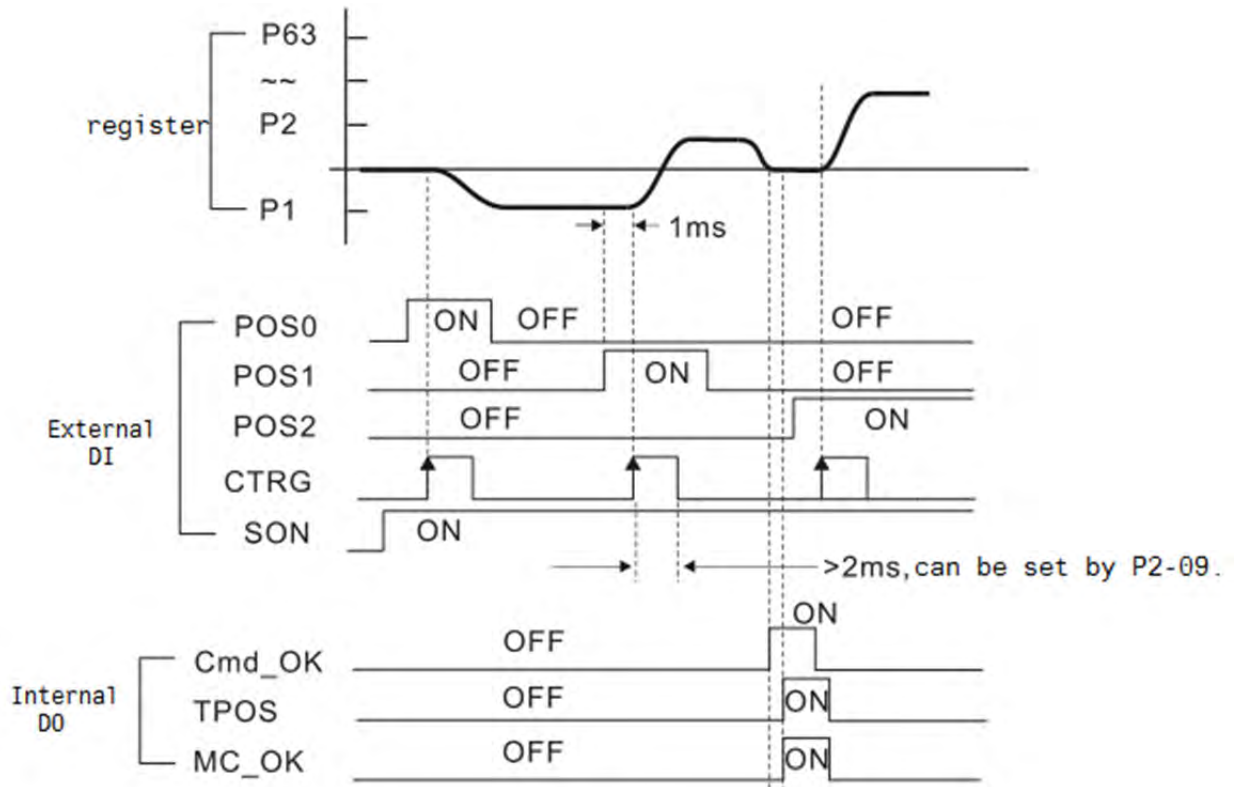 P63
~~
register P2
P1
1ms
POS0 ON OFF OFF
POS1 OFF ON OFF
POS2 OFF ON
External
DI
CTRG
SON ON
>2ms,can be set by P2-09.
ON
Cmd_OK OFF
Internal
DO
TPOS OFF ON
MC_OK OFF ON